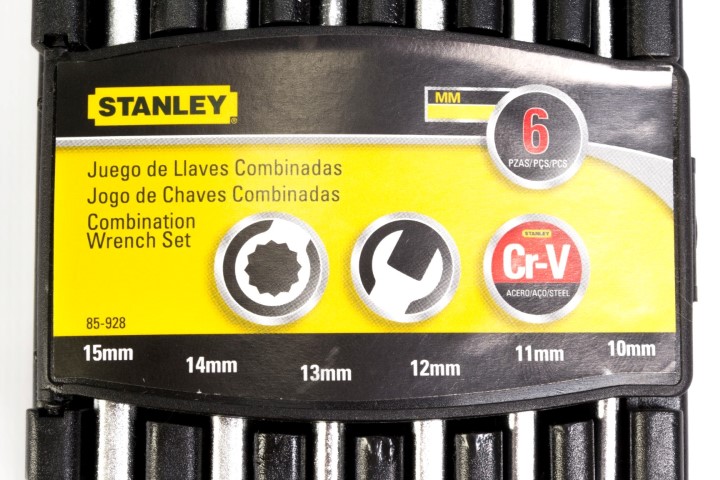 STANLEY
MM
6
PZAS/PÇS/PCS
Juego de Llaves Combinadas
Jogo de Chaves Combinadas
Combination
Wrench Set
STANLEY
Cr-V
ACERO/AÇO/STEEL
85-928
15mm 14mm 13mm 12mm 11mm 10mm